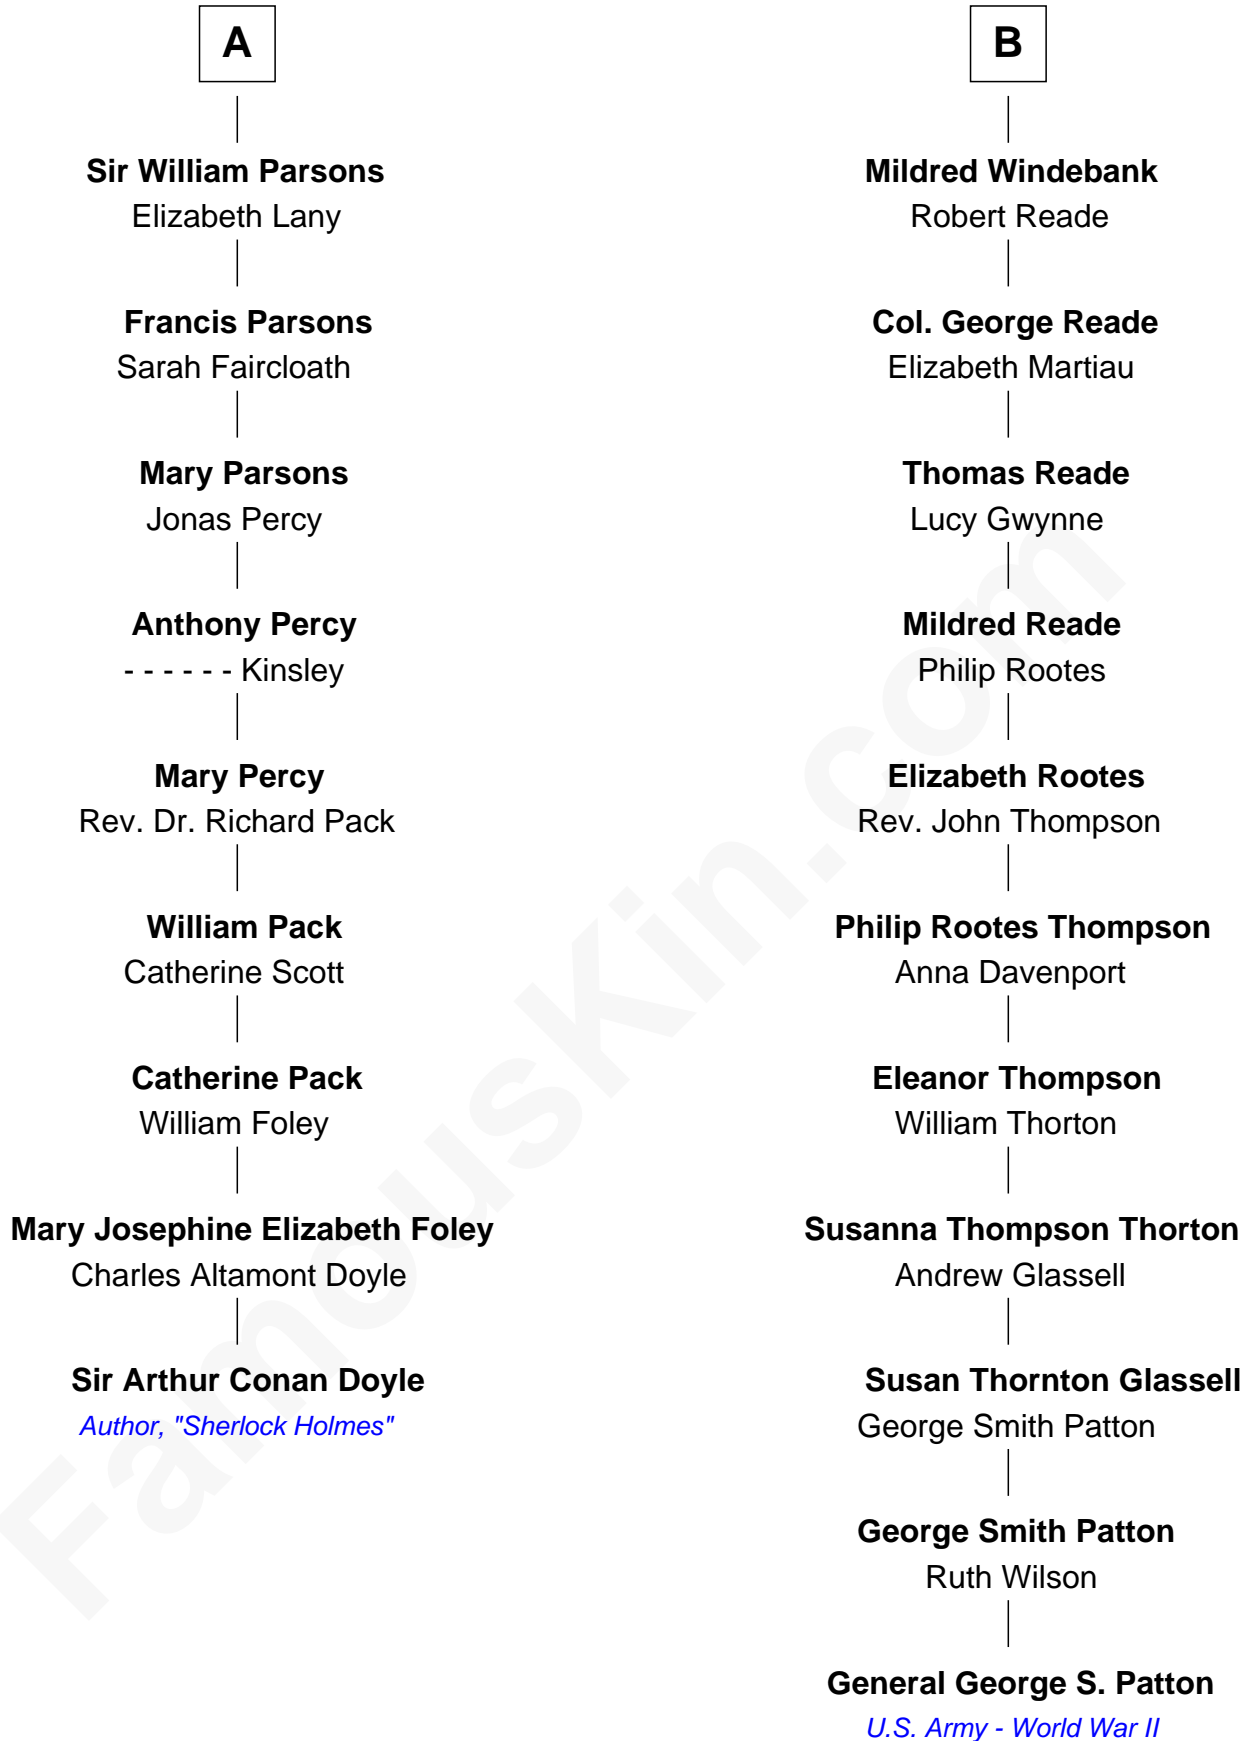 A
Sir William Parsons
Elizabeth Lany
Francis Parsons
Sarah Faircloath
Mary Parsons
Jonas Percy
Anthony Percy
- - - - - - Kinsley
Mary Percy
Rev. Dr. Richard Pack
William Pack
Catherine Scott
Catherine Pack
William Foley
Mary Josephine Elizabeth Foley
Charles Altamont Doyle
Sir Arthur Conan Doyle
Author, "Sherlock Holmes"
B
Mildred Windebank
Robert Reade
Col. George Reade
Elizabeth Martiau
Thomas Reade
Lucy Gwynne
Mildred Reade
Philip Rootes
Elizabeth Rootes
Rev. John Thompson
Philip Rootes Thompson
Anna Davenport
Eleanor Thompson
William Thorton
Susanna Thompson Thorton
Andrew Glassell
Susan Thornton Glassell
George Smith Patton
George Smith Patton
Ruth Wilson
General George S. Patton
U.S. Army - World War II
FamousKin.com